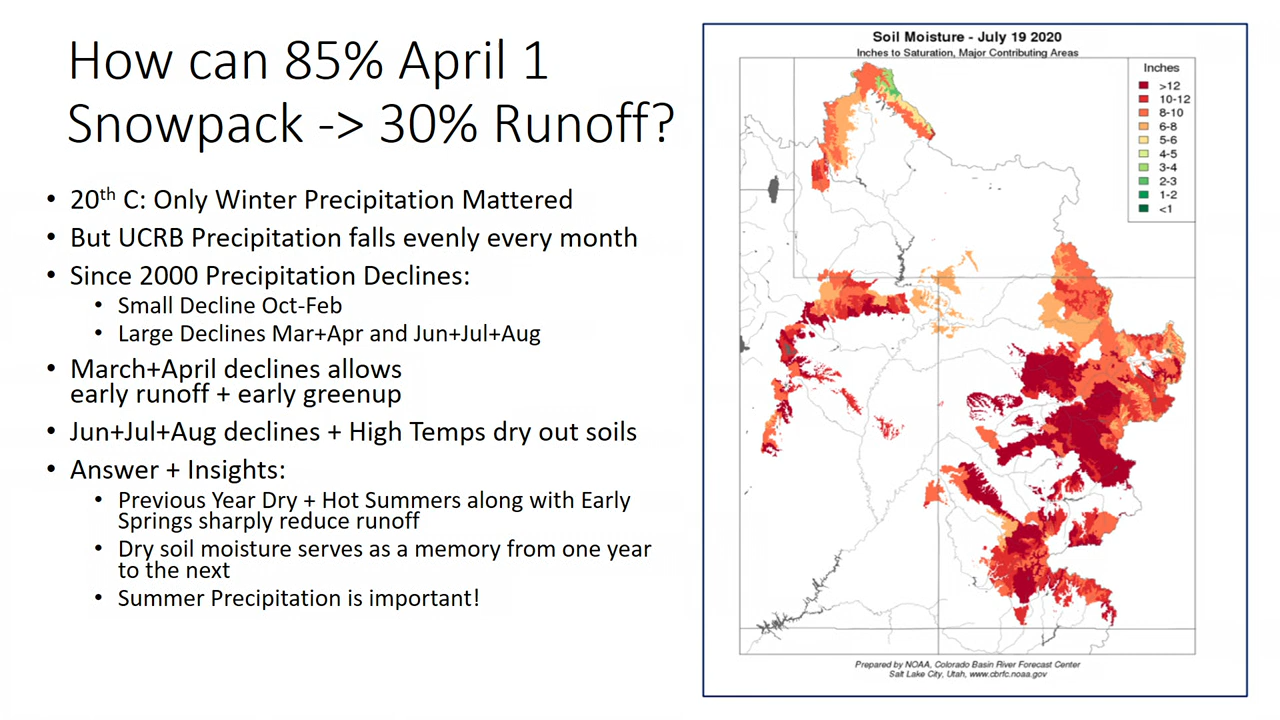 How can 85% April 1
Snowpack -> 30% Runoff?
• 20th C: Only Winter Precipitation Mattered
• But UCRB Precipitation falls evenly every month
• Since 2000 Precipitation Declines:
• Small Decline Oct-Feb
• Large Declines Mar+Apr and Jun+Jul+Aug
• March+April declines allows
early runoff + early greenup
• Jun+Jul+Aug declines + High Temps dry out soils
• Answer + Insights:
• Previous Year Dry + Hot Summers along with Early
Springs sharply reduce runoff
• Dry soil moisture serves as a memory from one year
to the next
• Summer Precipitation is important!
Soil Moisture - July 19 2020
Inches to Saturation, Major Contributing Areas
Inches
>12
10-12
8-10
6-8
5-6
4-5
3-4
2-3
1-2
<1
Prepared by NOAA, Colorado Basin River Forecast Center
Salt Lake City, Utah, www.cbrfc.noaa.gov